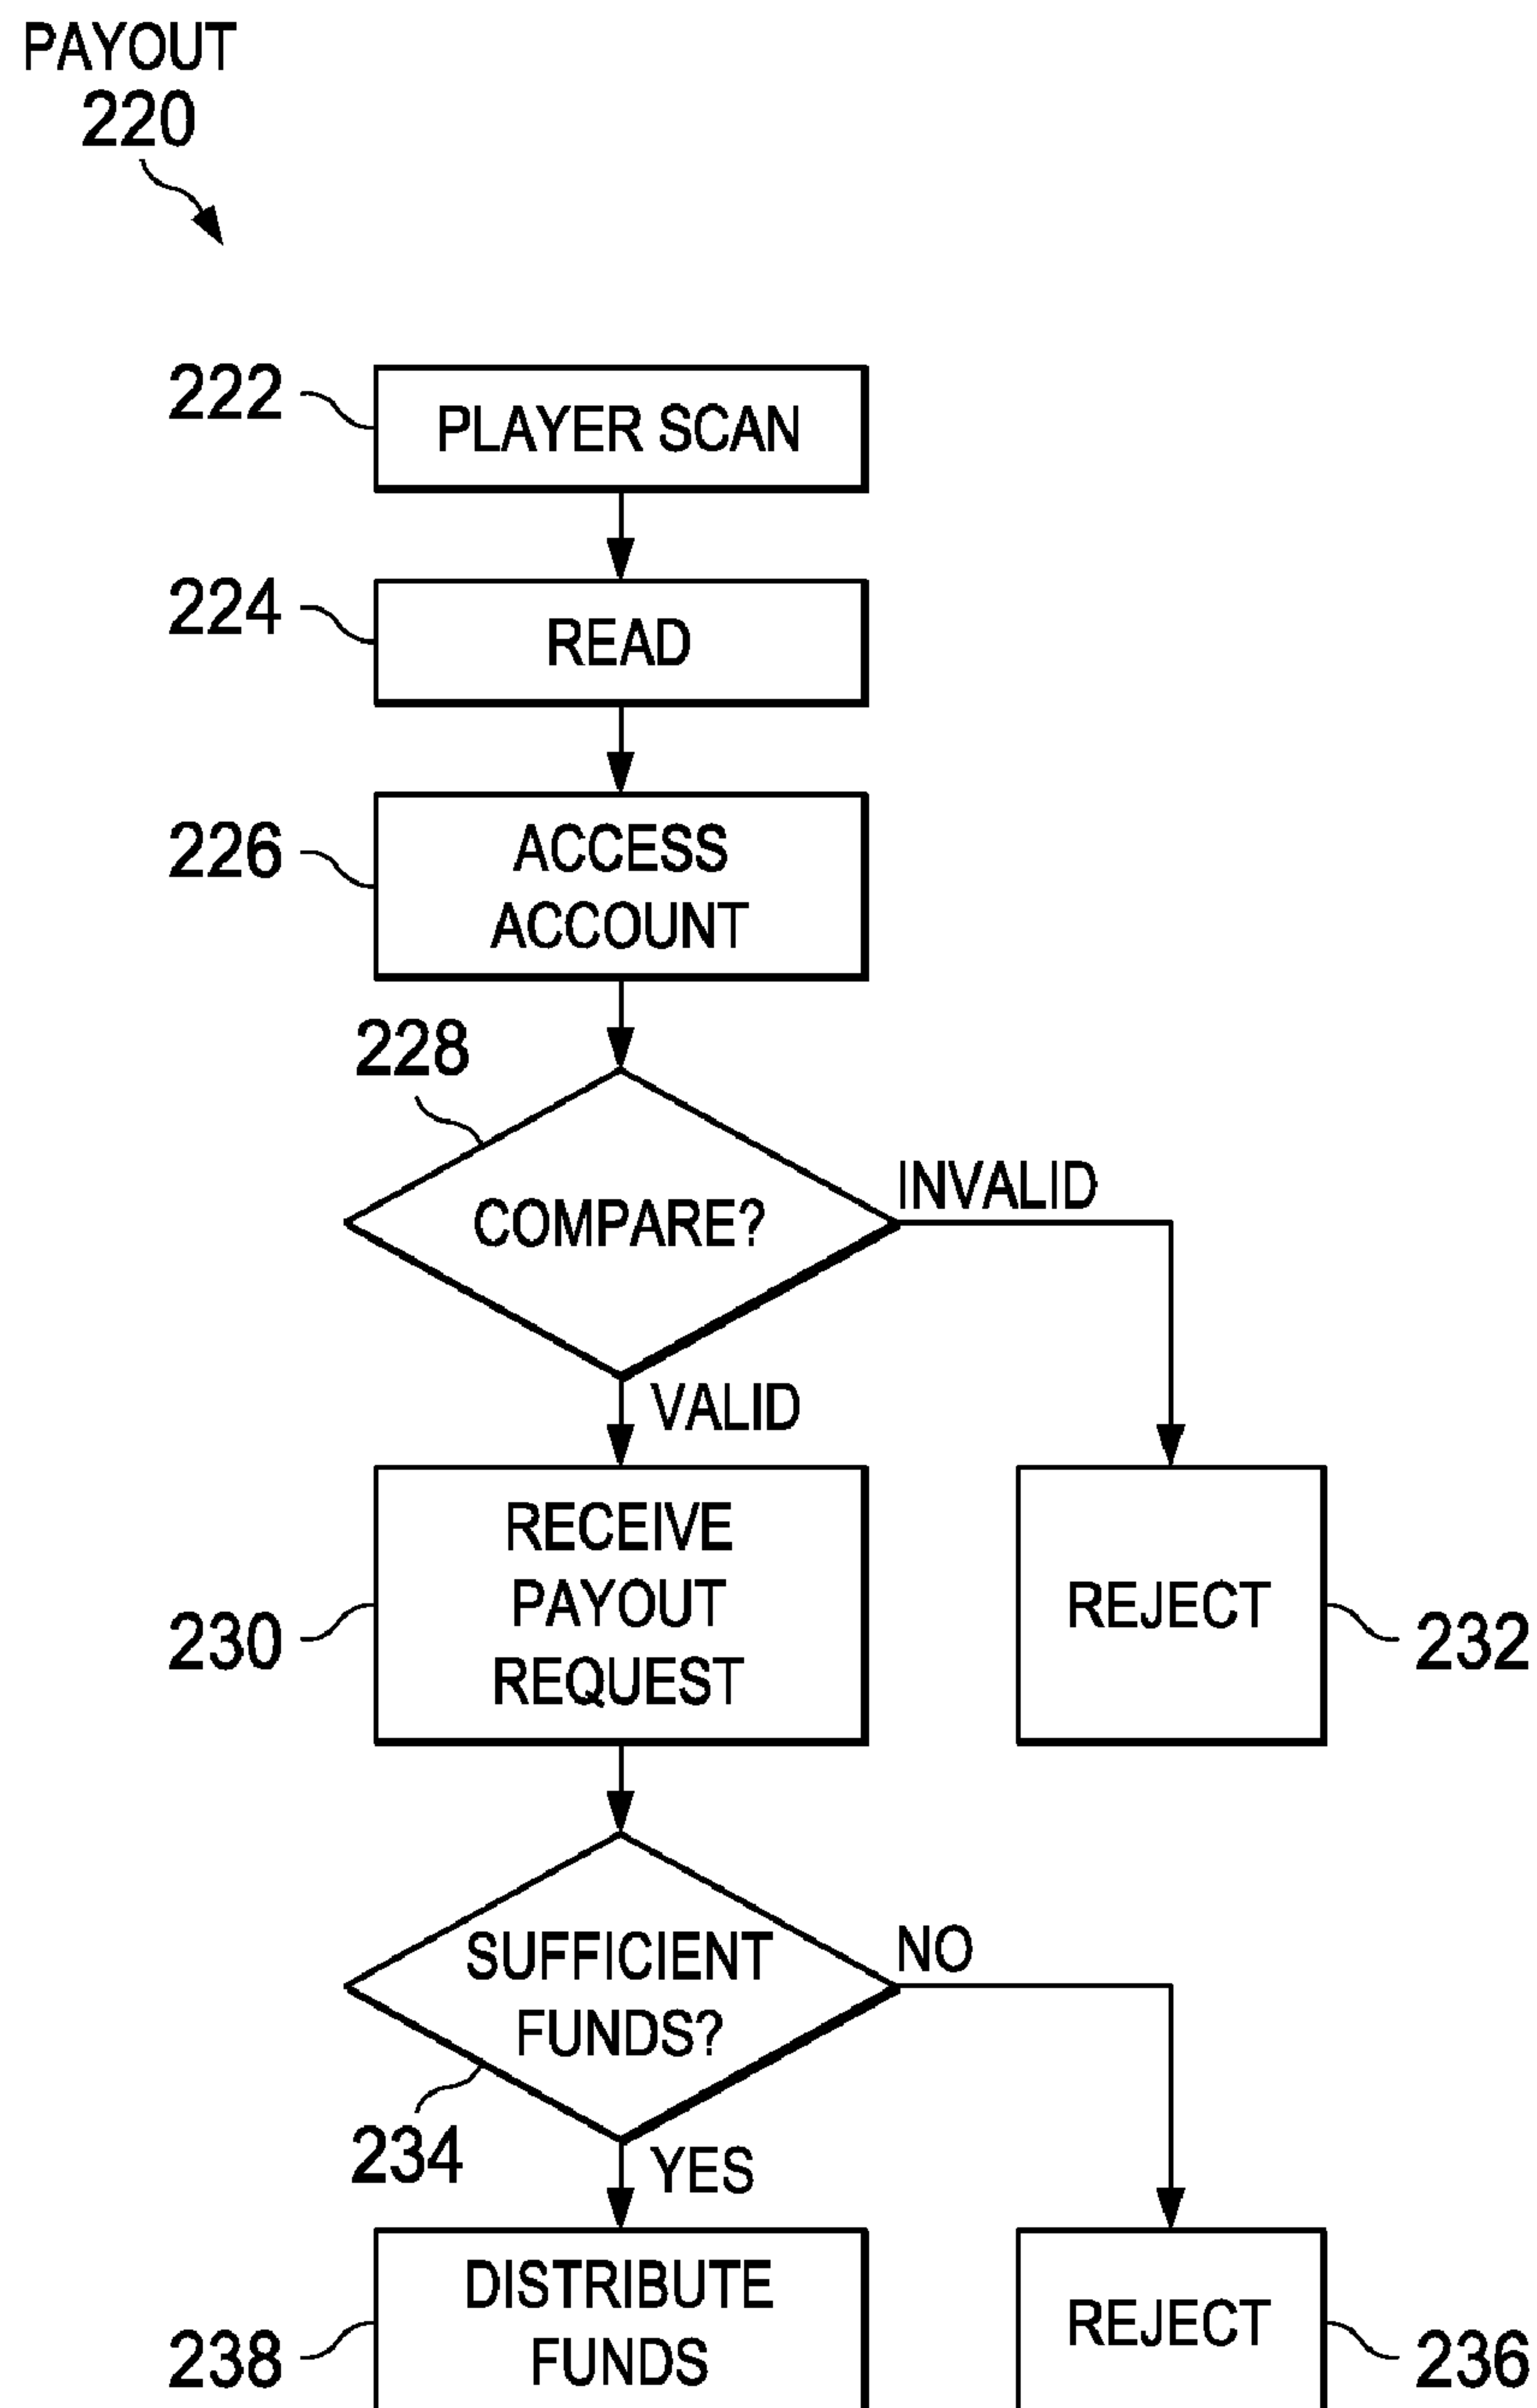 PAYOUT
220
222
PLAYER SCAN
224
READ
226
ACCESS
ACCOUNT
228
COMPARE?
INVALID
VALID
230
RECEIVE
PAYOUT
REQUEST
REJECT
232
SUFFICIENT
FUNDS?
NO
234
YES
238
DISTRIBUTE
FUNDS
REJECT
236